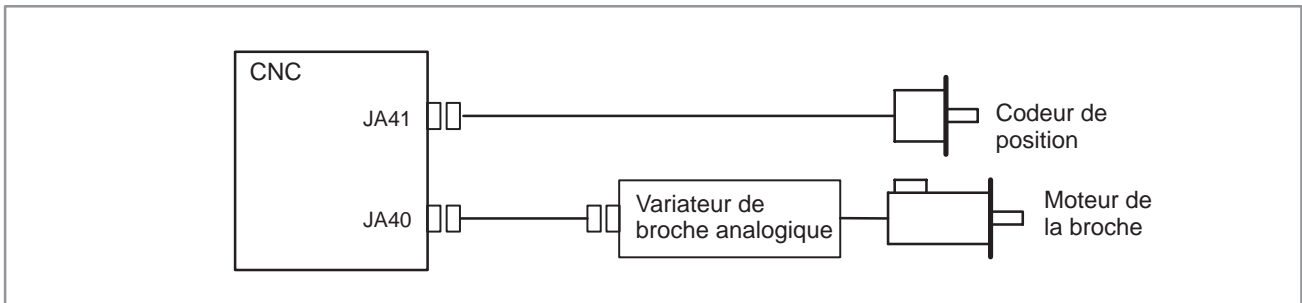 CNC
JA41
Codeur de
position
JA40
Variateur de
broche analogique
Moteur de
la broche